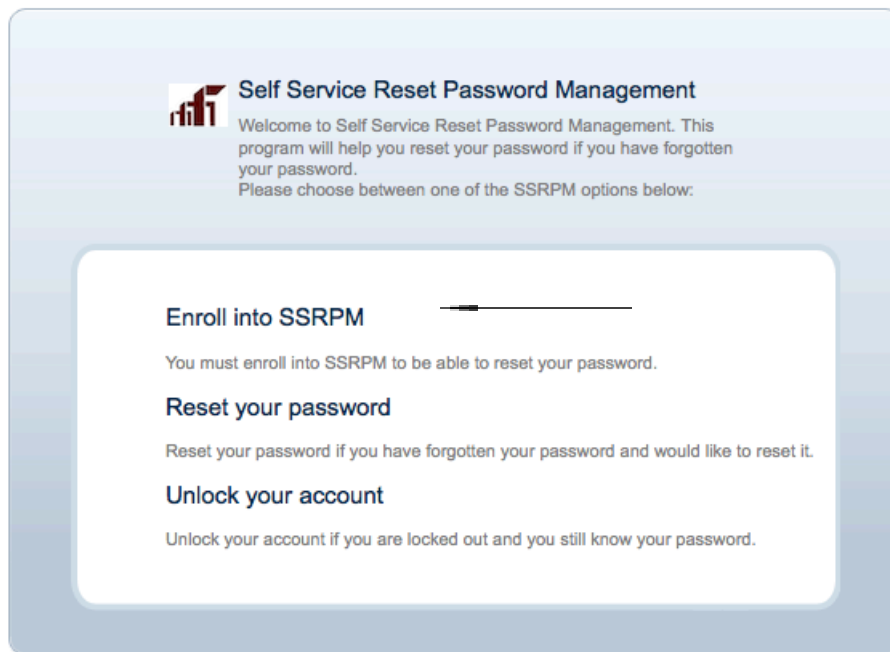 Self Service Reset Password Management
Welcome to Self Service Reset Password Management. This
program will help you reset your password if you have forgotten
your password.
Please choose between one of the SSRPM options below:
Enroll into SSRPM
You must enroll into SSRPM to be able to reset your password.
Reset your password
Reset your password if you have forgotten your password and would like to reset it.
Unlock your account
Unlock your account if you are locked out and you still know your password.